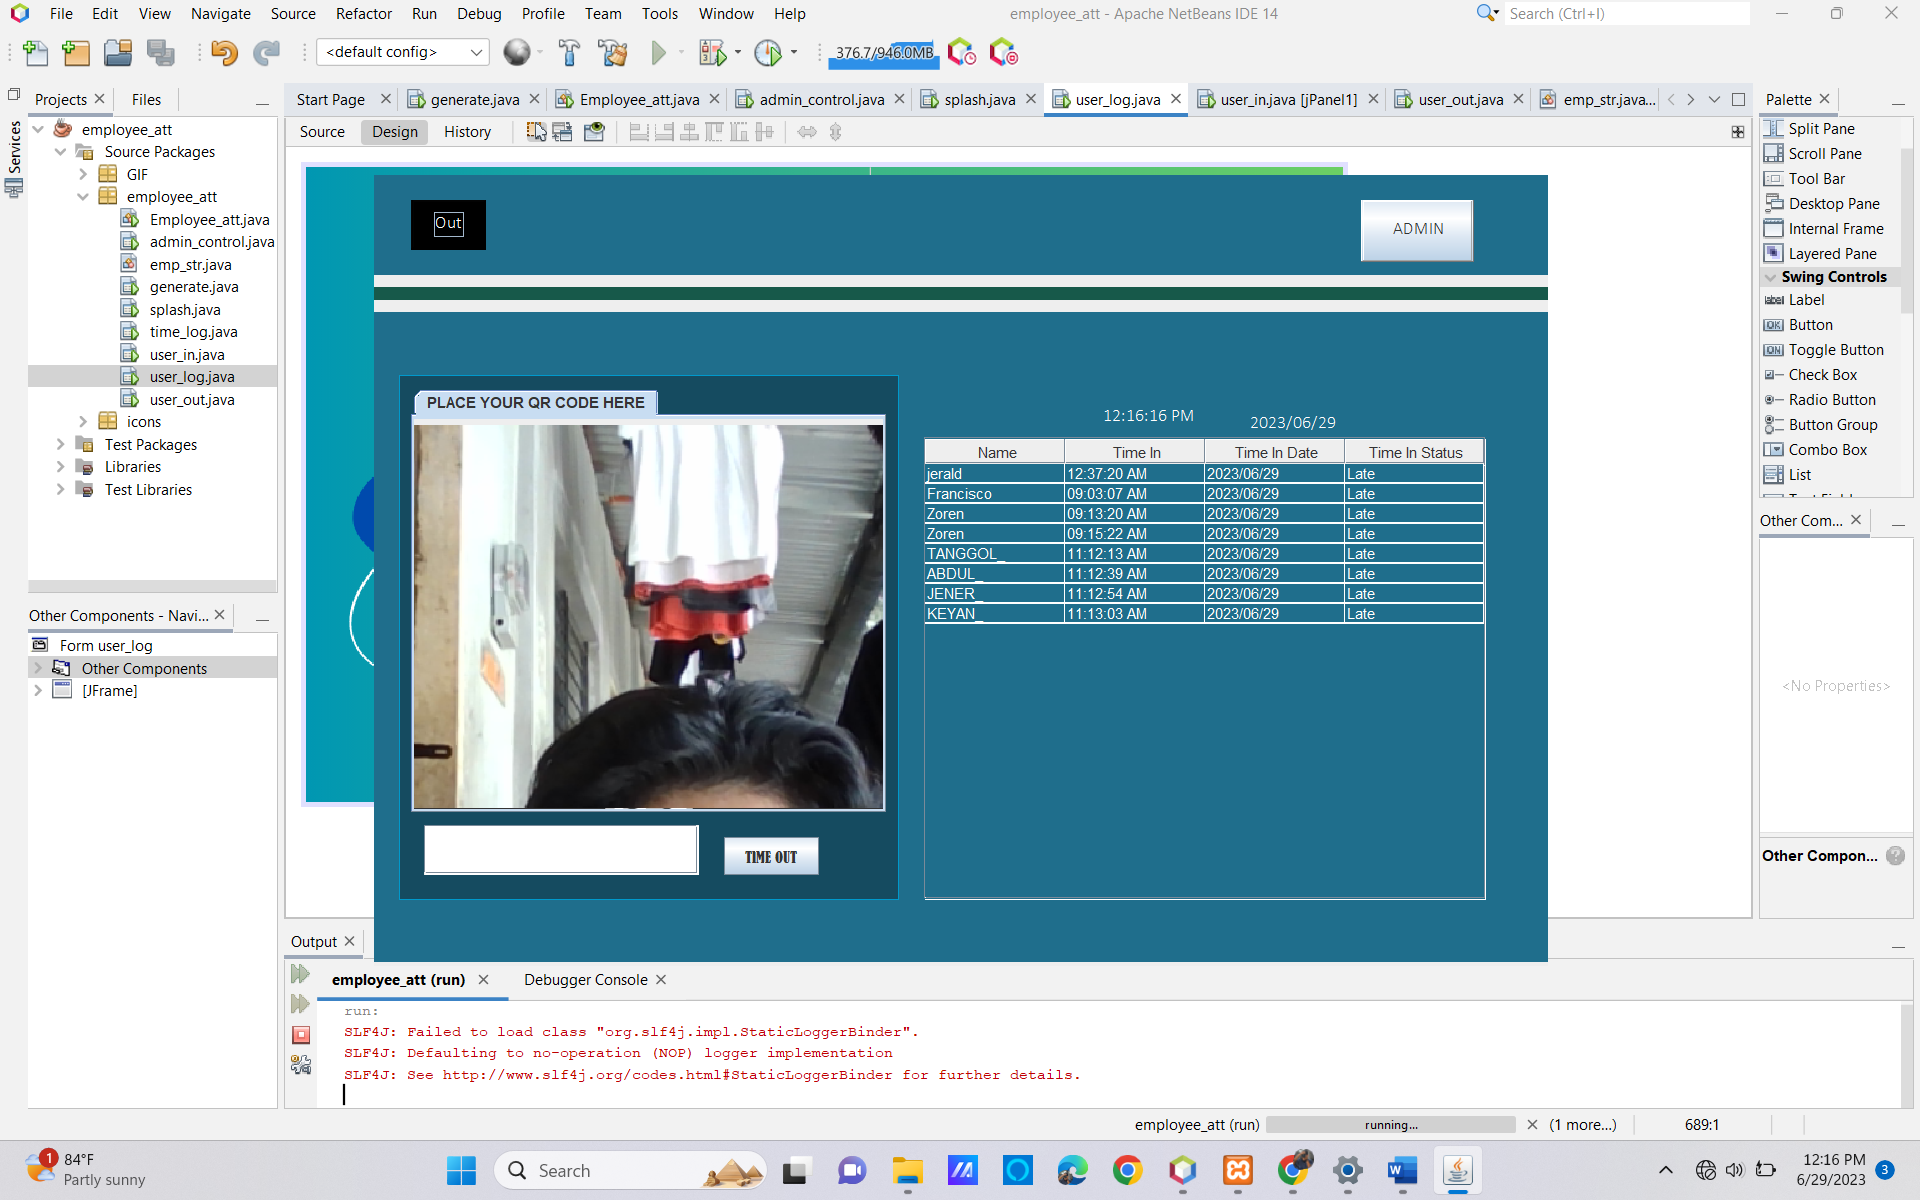 File Edit View Navigate Source Refactor Run Debug Profile Team Tools Window Help
employee_att - Apache NetBeans IDE 14
Search (Ctrl+I)
<default config>
376.7/946.0MB
Projects
Files
Start Page
generate.java
Employee_att.java
admin_control.java
splash.java
user_log.java
user_in.java [jPanel1]
user_out.java
emp_str.java...
Palette
Services
Source Design History
employee_att
Source Packages
GIF
employee_att
Employee_att.java
admin_control.java
emp_str.java
generate.java
splash.java
time_log.java
user_in.java
user_log.java
user_out.java
icons
Test Packages
Libraries
Test Libraries
Other Components - Navi...
Form user_log
Other Components
[JFrame]
Out
ADMIN
PLACE YOUR QR CODE HERE
TIME OUT
12:16:16 PM
2023/06/29
Name Time In Time In Date Time In Status
jerald 12:37:20 AM 2023/06/29 Late
Francisco 09:03:07 AM 2023/06/29 Late
Zoren 09:13:20 AM 2023/06/29 Late
Zoren 09:15:22 AM 2023/06/29 Late
TANGGOL_ 11:12:13 AM 2023/06/29 Late
ABDUL_ 11:12:39 AM 2023/06/29 Late
JENER_ 11:12:54 AM 2023/06/29 Late
KEYAN_ 11:13:03 AM 2023/06/29 Late
Split Pane
Scroll Pane
Tool Bar
Desktop Pane
Internal Frame
Layered Pane
Swing Controls
Label
Button
Toggle Button
Check Box
Radio Button
Button Group
Combo Box
List
Other Com...
<No Properties>
Other Compon...
Output
employee_att (run)
Debugger Console
run:
SLF4J: Failed to load class "org.slf4j.impl.StaticLoggerBinder".
SLF4J: Defaulting to no-operation (NOP) logger implementation
SLF4J: See http://www.slf4j.org/codes.html#StaticLoggerBinder for further details.
employee_att (run)
running...
(1 more...)
689:1
1
84°F
Partly sunny
Search
12:16 PM
6/29/2023
3